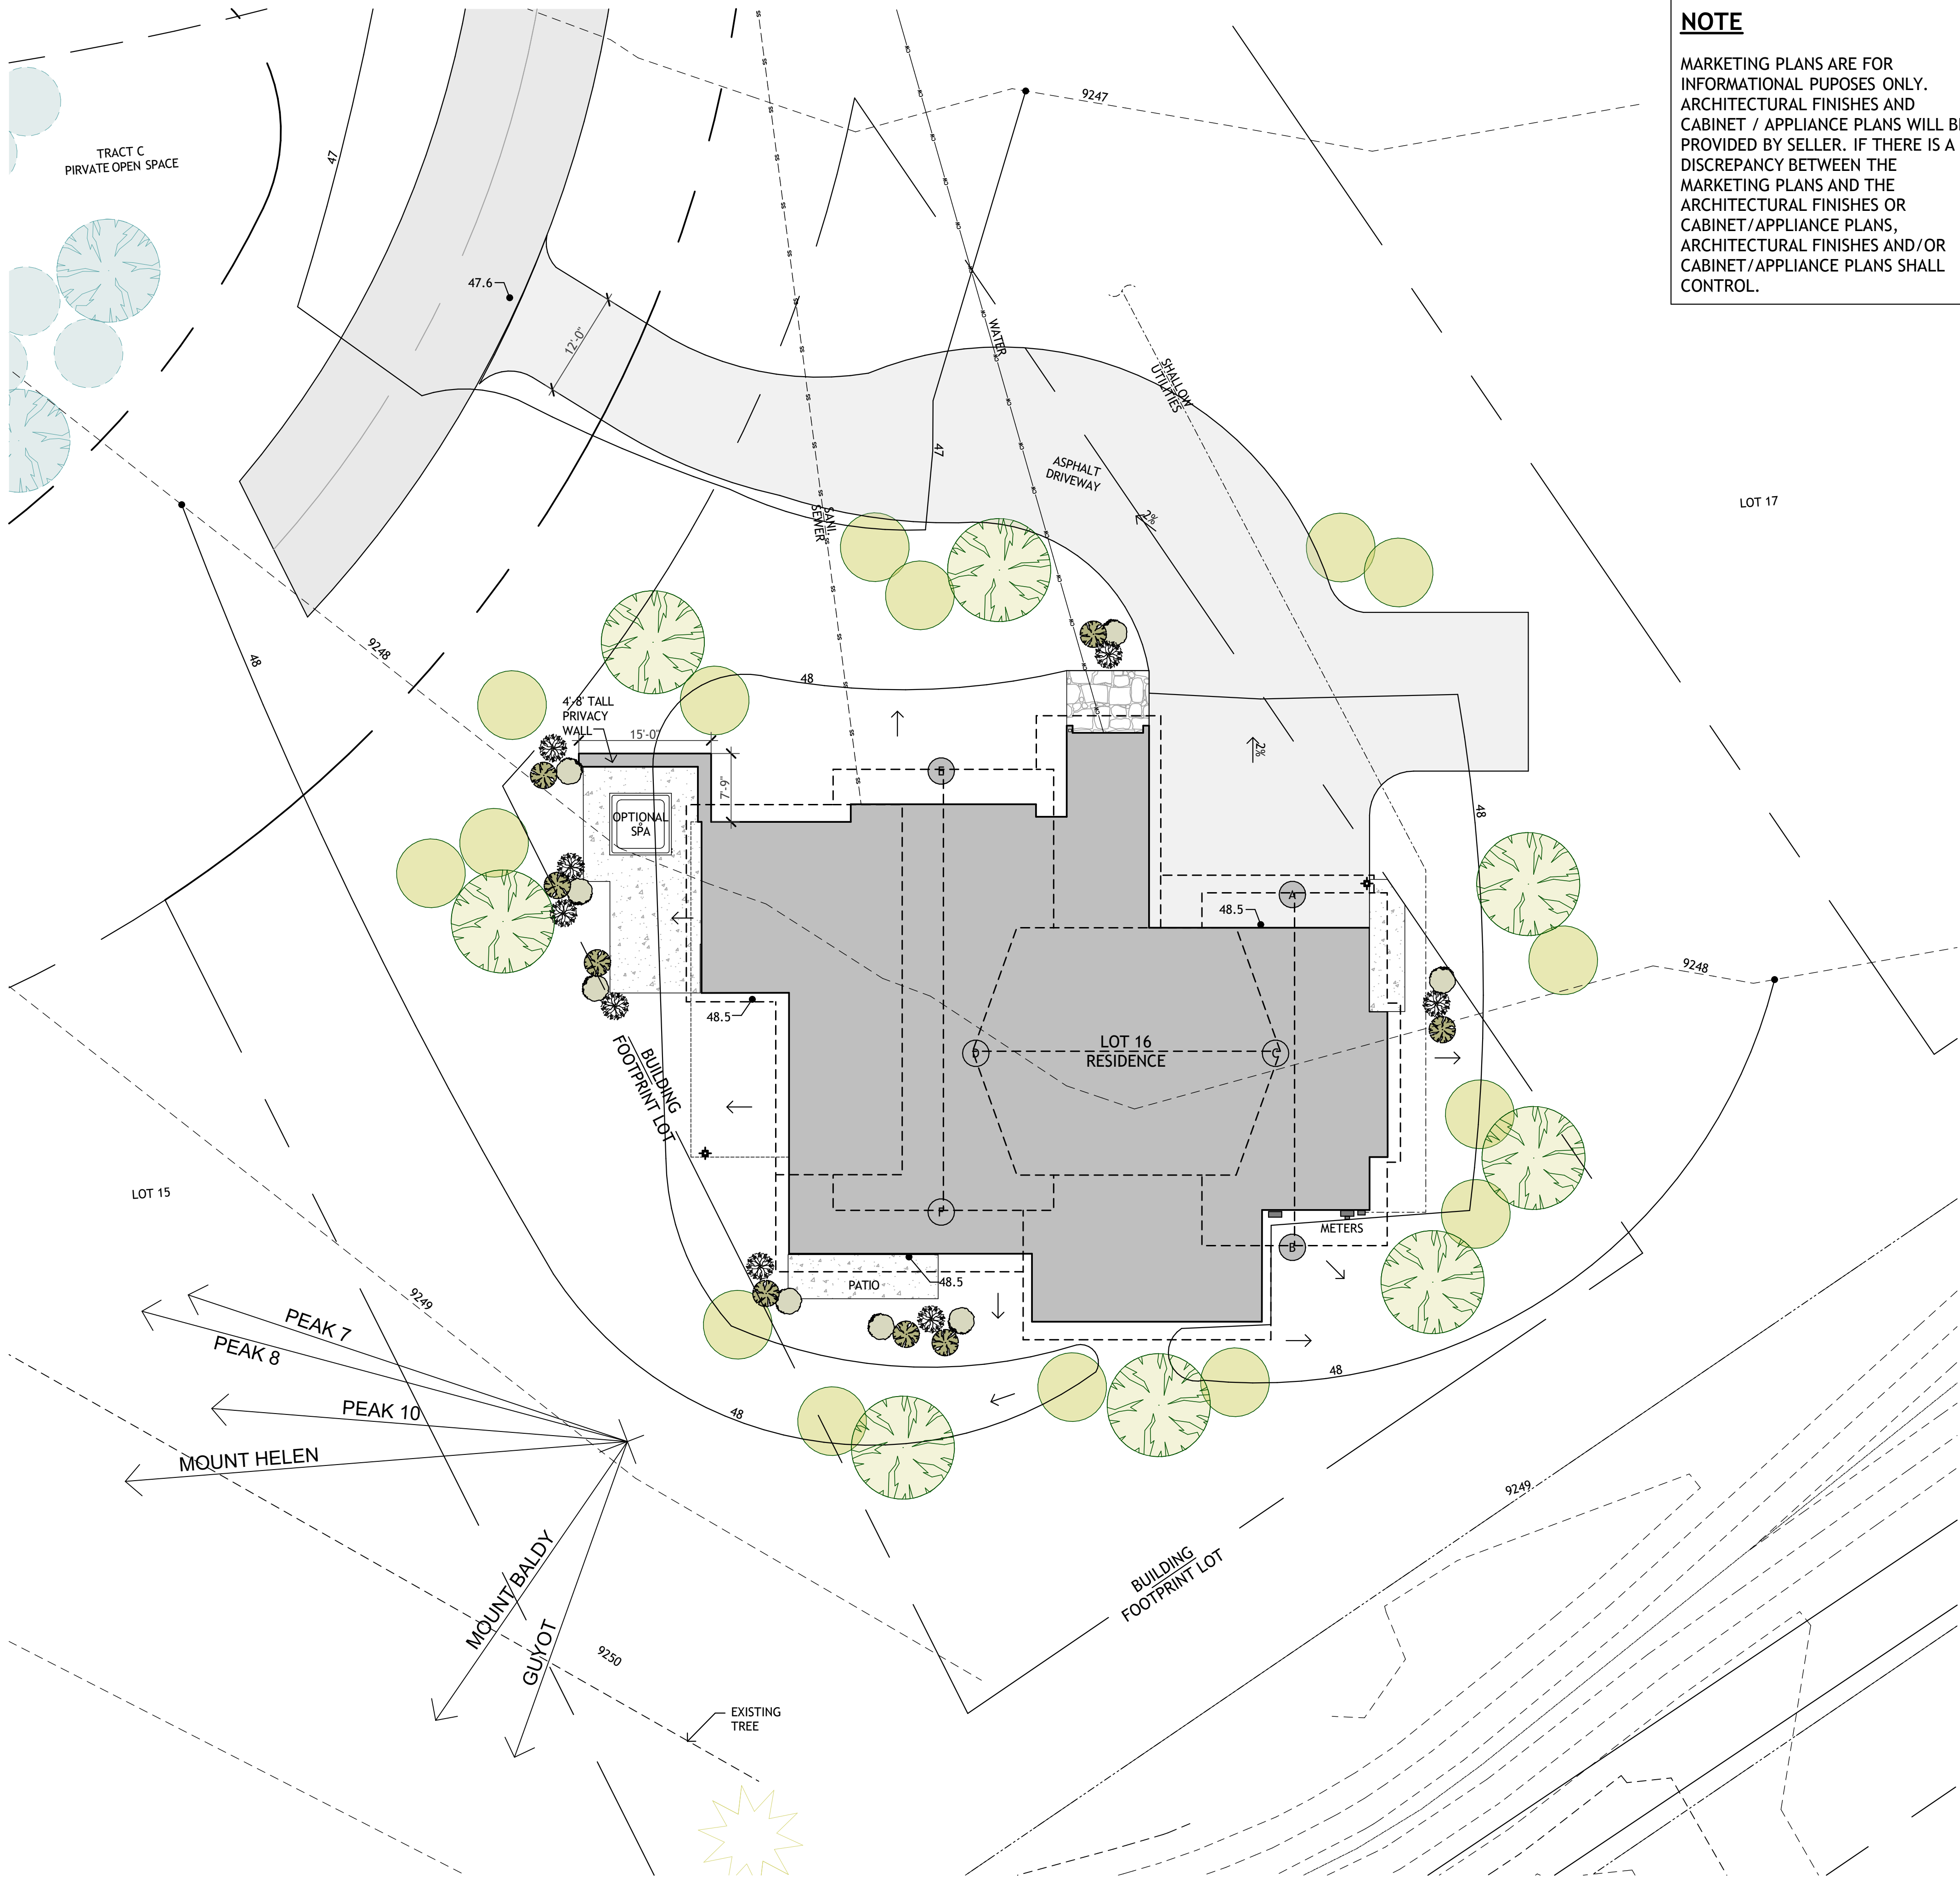 NOTE
MARKETING PLANS ARE FOR
INFORMATIONAL PUPOSES ONLY.
ARCHITECTURAL FINISHES AND
CABINET / APPLIANCE PLANS WILL
PROVIDED BY SELLER. IF THERE IS A
DISCREPANCY BETWEEN THE
MARKETING PLANS AND THE
ARCHITECTURAL FINISHES OR
CABINET/APPLIANCE PLANS,
ARCHITECTURAL FINISHES AND/OR
CABINET/APPLIANCE PLANS SHALL
CONTROL.
9247
TRACT C
PIRVATE OPEN SPACE
47
47.6
12'-0"
WATER
SHALLOW
UTILITIES
47
ASPHALT
DRIVEWAY
2%
LOT 17
SANI.
SEWER
9248
48
48
4'-8' TALL
PRIVACY
WALL
15'-0"
7'-9"
2%
OPTIONAL
SPA
48
A
48.5
9248
48.5
LOT 16
RESIDENCE
BUILDING
FOOTPRINT LOT
LOT 15
METERS
B
PATIO
48.5
9249
PEAK 7
PEAK 8
PEAK 10
MOUNT HELEN
MOUNT BALDY
GUYOT
48
48
9249
BUILDING
FOOTPRINT LOT
9250
EXISTING
TREE